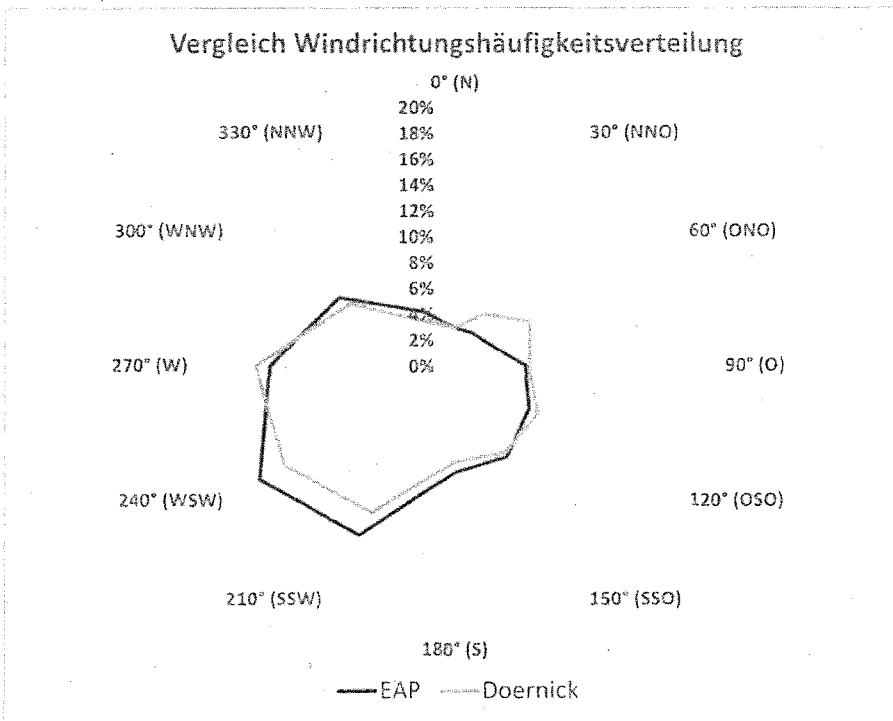 Vergleich Windrichtungshäufigkeitsverteilung
0° (N)
20%
330° (NNW)
18%
30° (NNO)
16%
14%
12%
300° (WNW)
10%
60° (ONO)
8%
6%
4%
2%
270° (W)
0%
90° (O)
240° (WSW)
120° (OSO)
210° (SSW)
150° (SSO)
180° (S)
EAP
Doernick